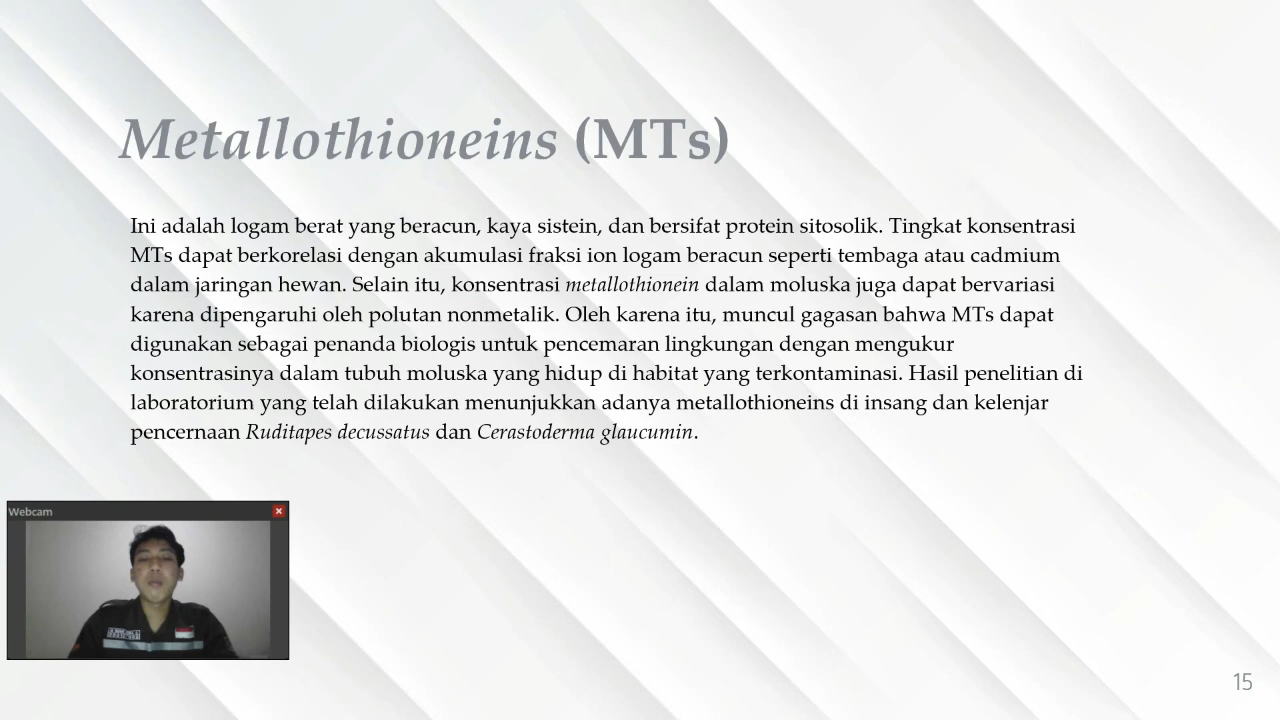 Metallothioneins (MTs)
Ini adalah logam berat yang beracun, kaya sistein, dan bersifat protein sitosolik. Tingkat konsentrasi
MTs dapat berkorelasi dengan akumulasi fraksi ion logam beracun seperti tembaga atau cadmium
dalam jaringan hewan. Selain itu, konsentrasi metallothionein dalam moluska juga dapat bervariasi
karena dipengaruhi oleh polutan nonmetalik. Oleh karena itu, muncul gagasan bahwa MTs dapat
digunakan sebagai penanda biologis untuk pencemaran lingkungan dengan mengukur
konsentrasinya dalam tubuh moluska yang hidup di habitat yang terkontaminasi. Hasil penelitian di
laboratorium yang telah dilakukan menunjukkan adanya metallothioneins di insang dan kelenjar
pencernaan Ruditapes decussatus dan Cerastoderma glaucumin.
Webcam
15